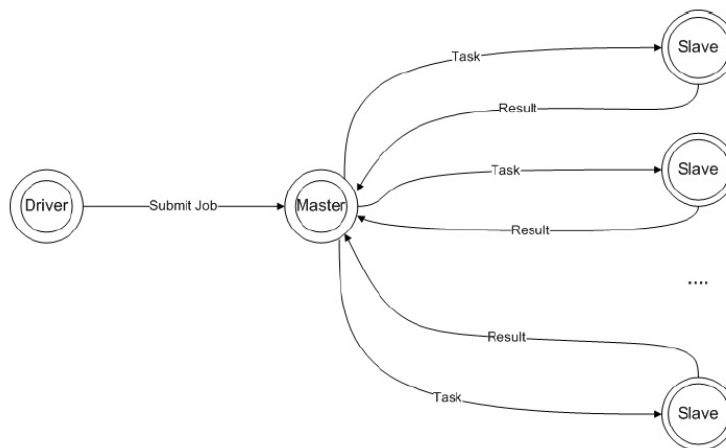 Slave
Task
Result
Slave
Task
Driver
Submit Job
Master
Result
....
Result
Task
Slave